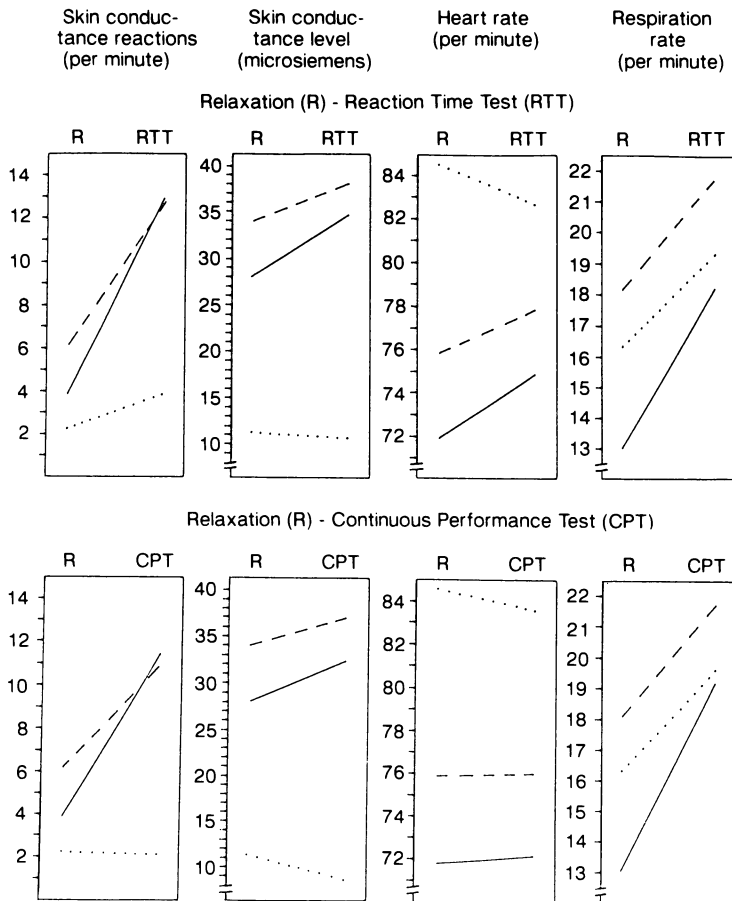 Skin conduc-
tance reactions
(per minute)
Skin conduc-
tance level
(microsiemens)
Heart rate
(per minute)
Respiration
rate
(per minute)
Relaxation (R) - Reaction Time Test (RTT)
R RTT
14
12
10
8
6
4
2
R RTT
40
35
30
25
20
15
10
R RTT
84
82
78
76
74
72
R RTT
22
21
20
19
18
17
16
15
14
13
Relaxation (R) - Continuous Performance Test (CPT)
R CPT
14
12
10
8
6
4
2
R CPT
40
35
30
25
20
15
10
R CPT
84
82
80
74
76
74
72
R CPT
22
21
20
19
18
17
16
15
14
13